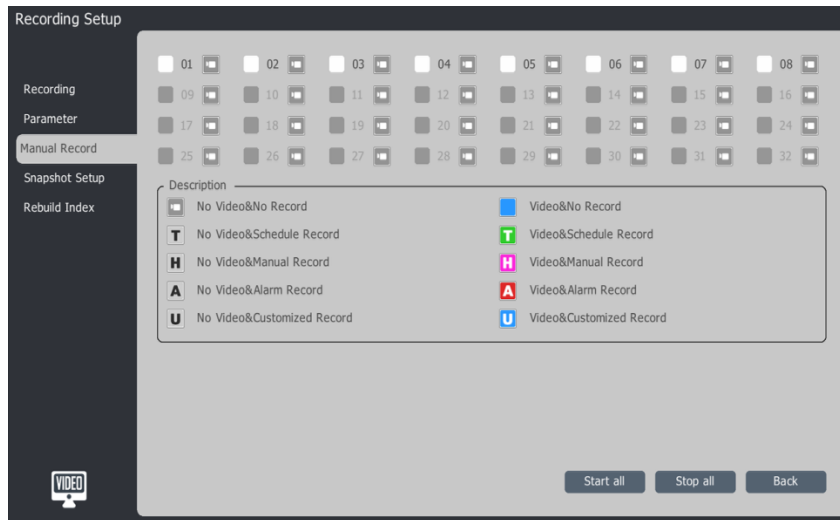 Recording Setup
01 02 03 04 05 06 07 08
Recording
09 10 11 12 13 14 15 16
Parameter
17 18 19 20 21 22 23 24
Manual Record
25 26 27 28 29 30 31 32
Snapshot Setup
Description
Rebuild Index
No Video&No Record Video&No Record
T No Video&Schedule Record T Video&Schedule Record
H No Video&Manual Record H Video&Manual Record
A No Video&Alarm Record A Video&Alarm Record
U No Video&Customized Record U Video&Customized Record
VIDEO
Start all Stop all Back